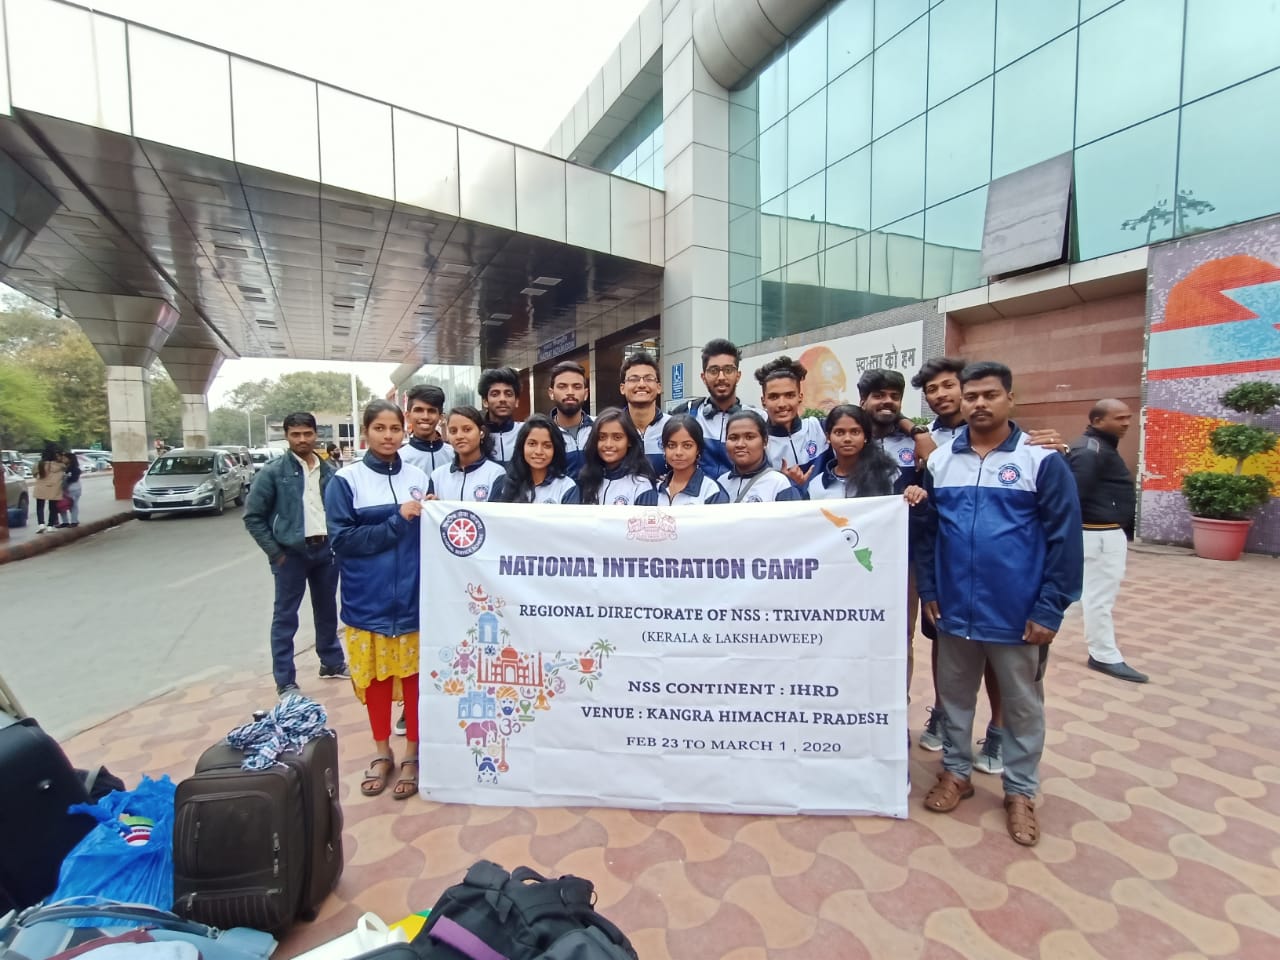 स्वच्छता को हम
NATIONAL INTEGRATION CAMP
REGIONAL DIRECTORATE OF NSS : TRIVANDRUM
(KERALA & LAKSHADWEEP)
NSS CONTINENT : IHRD
VENUE : KANGRA HIMACHAL PRADESH
FEB 23 TO MARCH 1 , 2020